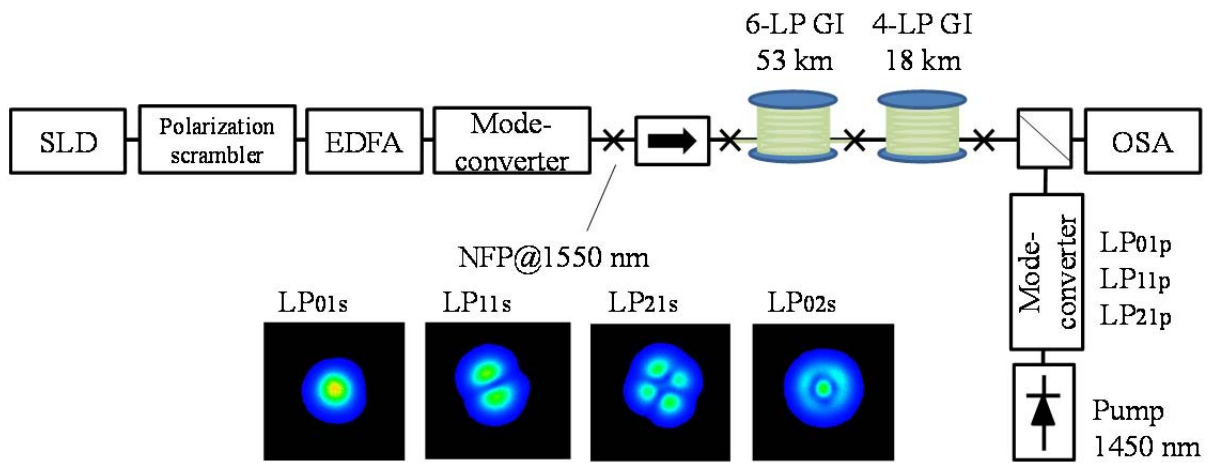 6-LP GI
53 km
4-LP GI
18 km
SLD
Polarization
scrambler
EDFA
Mode-
converter
OSA
NFP@1550 nm
LP01s
LP11s
LP21s
LP02s
Mode-
converter
LP01p
LP11p
LP21p
Pump
1450 nm